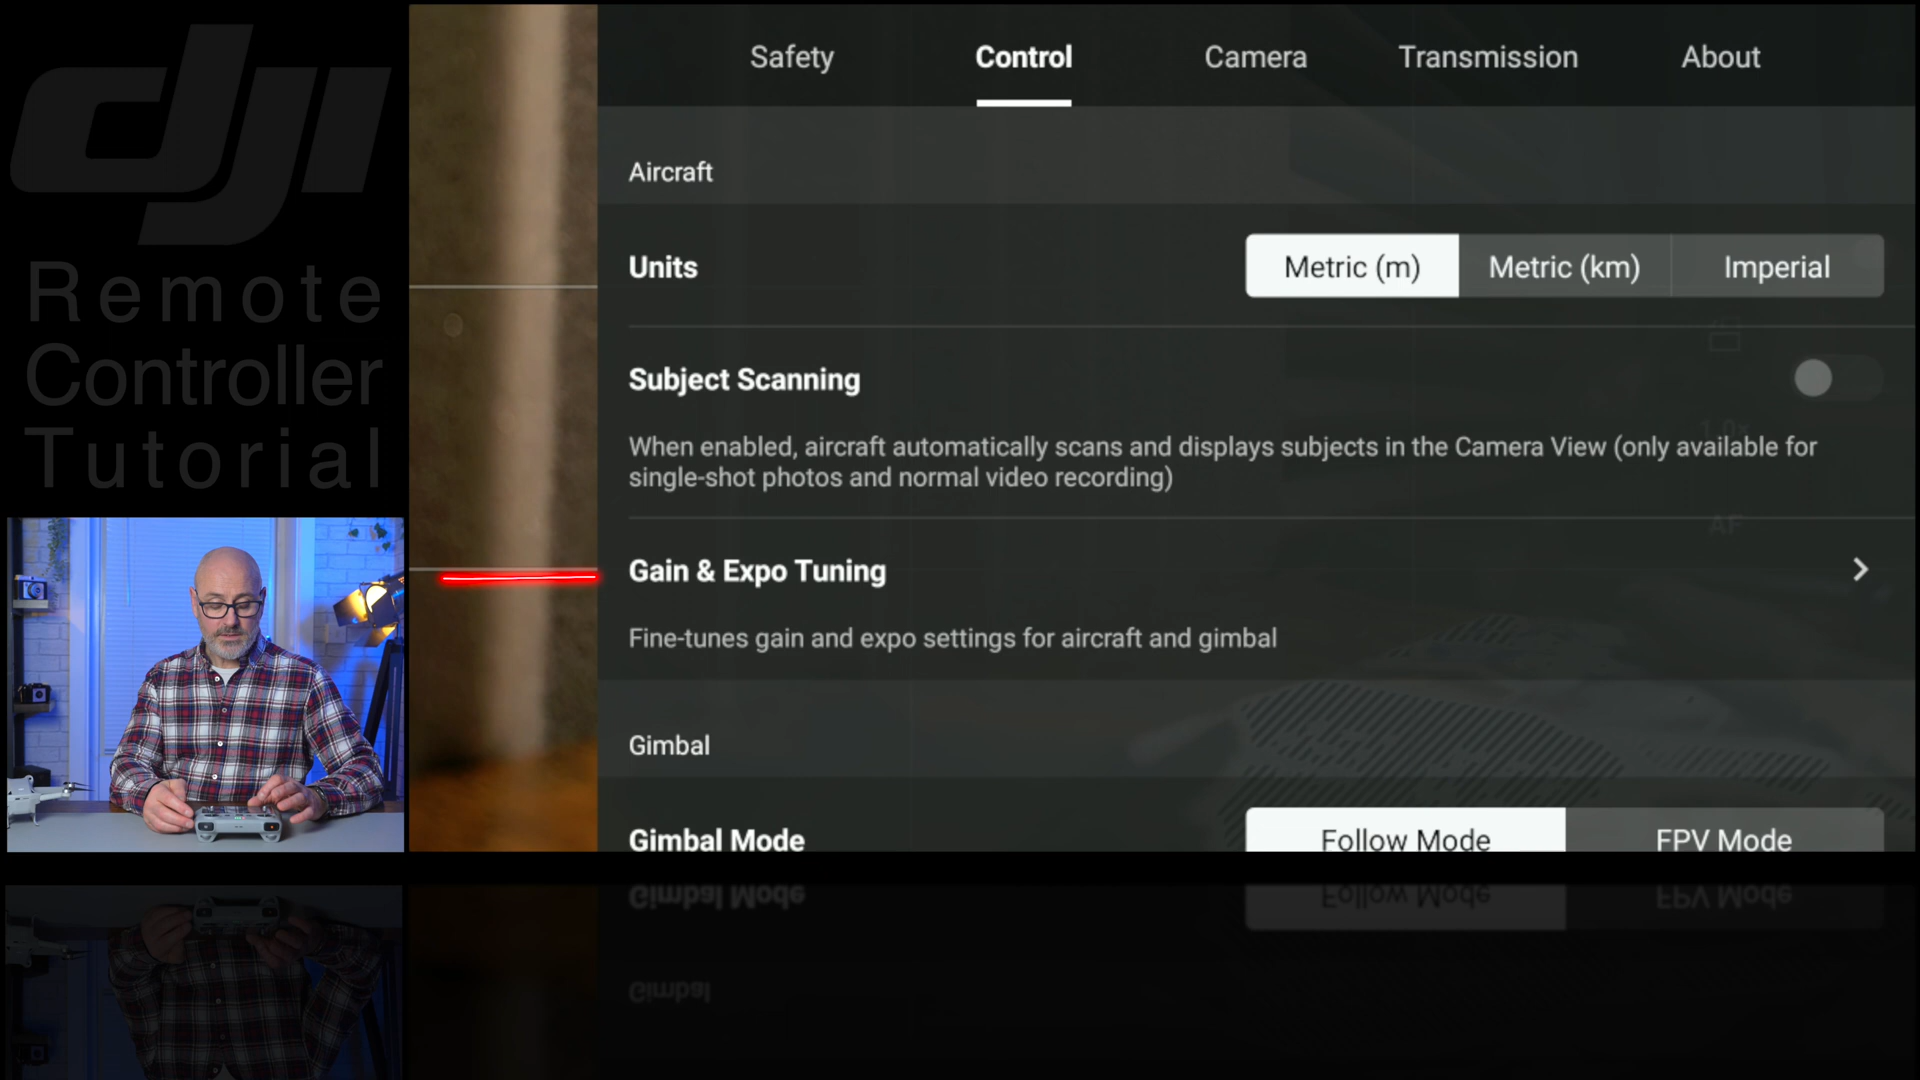 dji
Remote
Controller
Tutorial
Safety Control Camera Transmission About
Aircraft
Units Metric (m) Metric (km) Imperial
Subject Scanning
When enabled, aircraft automatically scans and displays subjects in the Camera View (only available for
single-shot photos and normal video recording)
AF
Gain & Expo Tuning
Fine-tunes gain and expo settings for aircraft and gimbal
Gimbal
Gimbal Mode Follow Mode FPV Mode